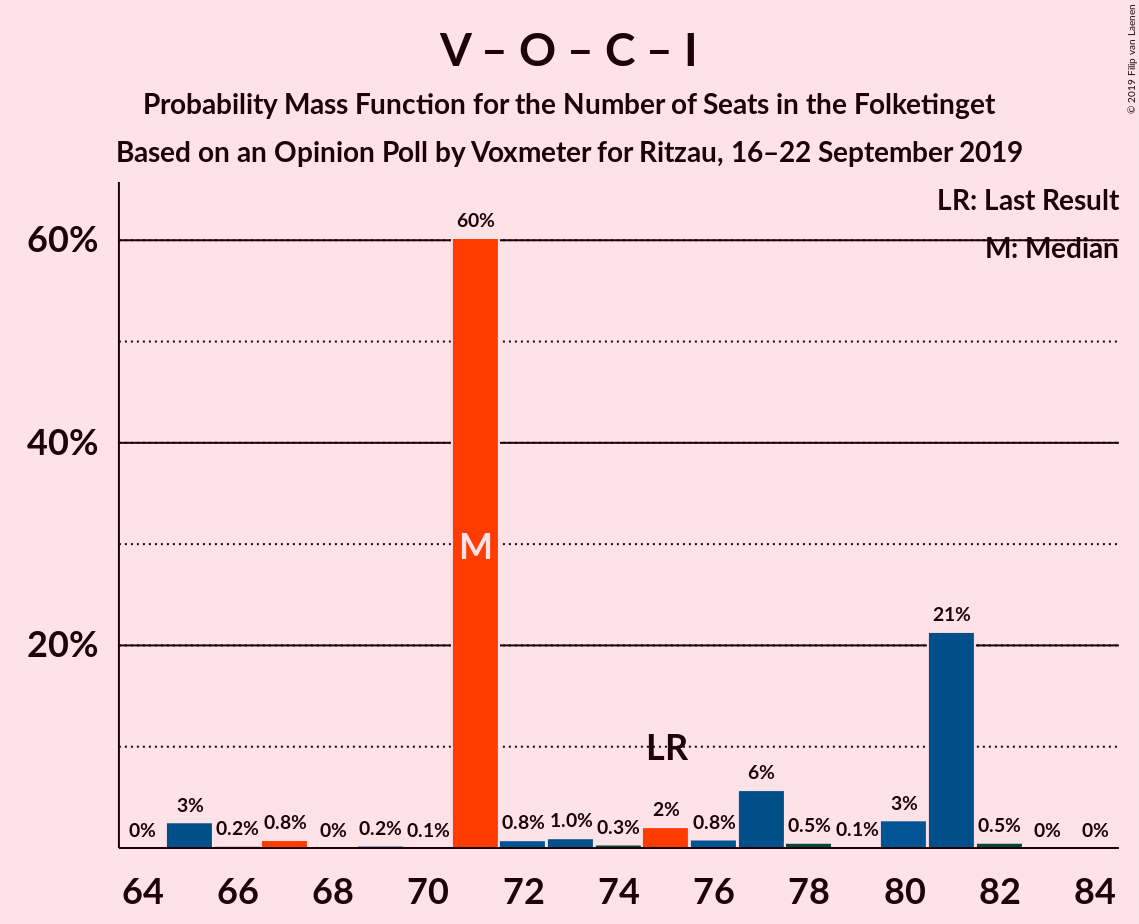 V – O – C – I
Probability Mass Function for the Number of Seats in the Folketinget
Based on an Opinion Poll by Voxmeter for Ritzau, 16–22 September 2019
© 2019 Filip van Laenen
LR: Last Result
M: Median
60%
40%
20%
0%
3%
0.2%
0.8%
0%
0.2%
0.1%
60%
M
0.8%
1.0%
0.3%
LR
2%
0.8%
6%
0.5%
0.1%
3%
21%
0.5%
0%
0%
64 66 68 70 72 74 76 78 80 82 84